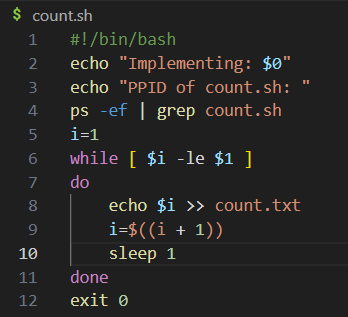 $ count.sh
1 #!/bin/bash
2 echo "Implementing: $0"
3 echo "PPID of count.sh: "
4 ps -ef | grep count.sh
5 i=1
6 while [ $i -le $1 ]
7 do
8     echo $i >> count.txt
9     i=$((i + 1))
10     sleep 1
11 done
12 exit 0